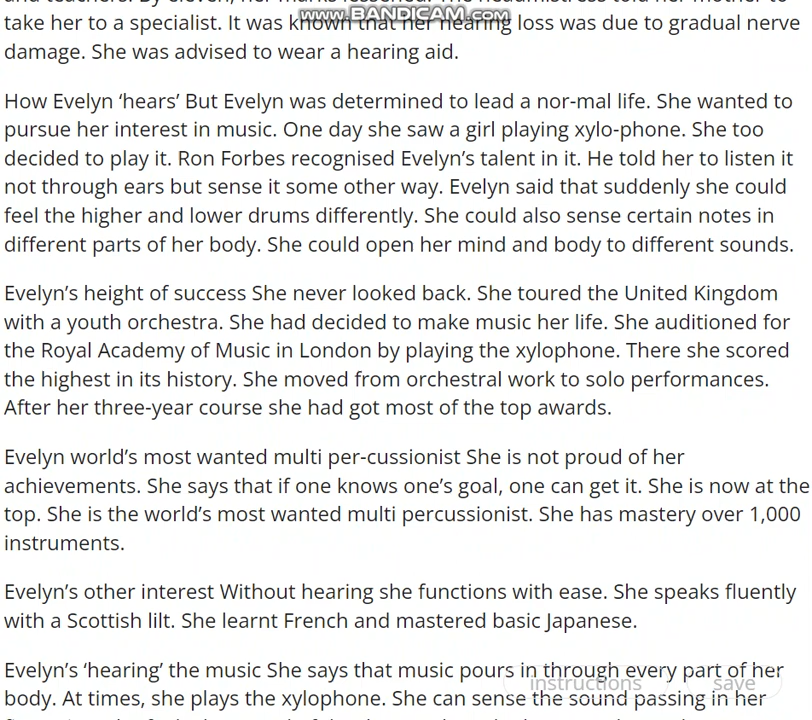 www.BANDICAM.com
take her to a specialist. It was known that her hearing loss was due to gradual nerve
damage. She was advised to wear a hearing aid.
How Evelyn ‘hears’ But Evelyn was determined to lead a nor-mal life. She wanted to
pursue her interest in music. One day she saw a girl playing xylo-phone. She too
decided to play it. Ron Forbes recognised Evelyn’s talent in it. He told her to listen it
not through ears but sense it some other way. Evelyn said that suddenly she could
feel the higher and lower drums differently. She could also sense certain notes in
different parts of her body. She could open her mind and body to different sounds.
Evelyn’s height of success She never looked back. She toured the United Kingdom
with a youth orchestra. She had decided to make music her life. She auditioned for
the Royal Academy of Music in London by playing the xylophone. There she scored
the highest in its history. She moved from orchestral work to solo performances.
After her three-year course she had got most of the top awards.
Evelyn world’s most wanted multi per-cussionist She is not proud of her
achievements. She says that if one knows one’s goal, one can get it. She is now at the
top. She is the world’s most wanted multi percussionist. She has mastery over 1,000
instruments.
Evelyn’s other interest Without hearing she functions with ease. She speaks fluently
with a Scottish lilt. She learnt French and mastered basic Japanese.
Evelyn’s ‘hearing’ the music She says that music pours in through every part of her
instructions save
body. At times, she plays the xylophone. She can sense the sound passing in her